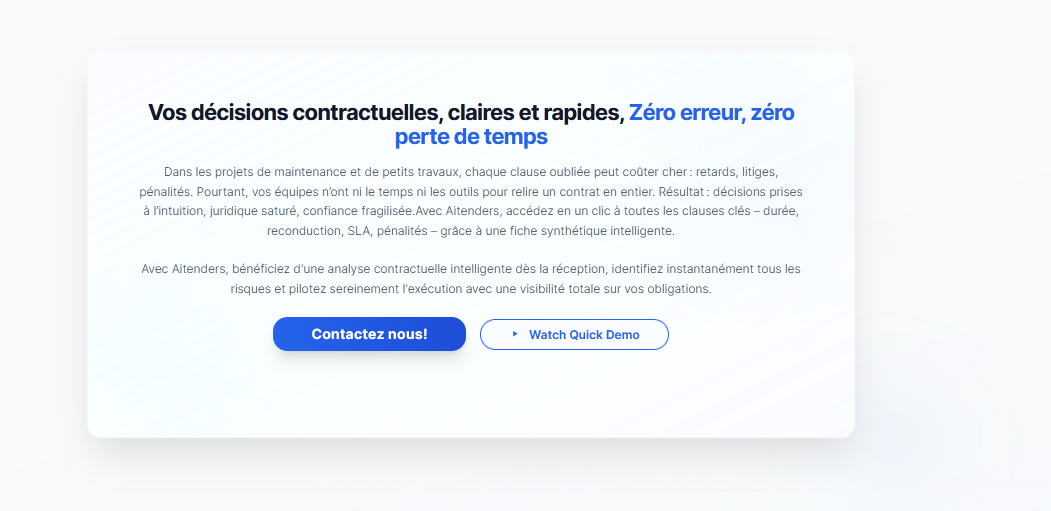 Vos décisions contractuelles, claires et rapides, Zéro erreur, zéro
perte de temps
Dans les projets de maintenance et de petits travaux, chaque clause oubliée peut coûter cher : retards, litiges,
pénalités. Pourtant, vos équipes n’ont ni le temps ni les outils pour relire un contrat en entier. Résultat : décisions prises
à l’intuition, juridique saturé, confiance fragilisée.Avec Aitenders, accédez en un clic à toutes les clauses clés – durée,
reconduction, SLA, pénalités – grâce à une fiche synthétique intelligente.
Avec Aitenders, bénéficiez d'une analyse contractuelle intelligente dès la réception, identifiez instantanément tous les
risques et pilotez sereinement l'exécution avec une visibilité totale sur vos obligations.
Contactez nous!
Watch Quick Demo